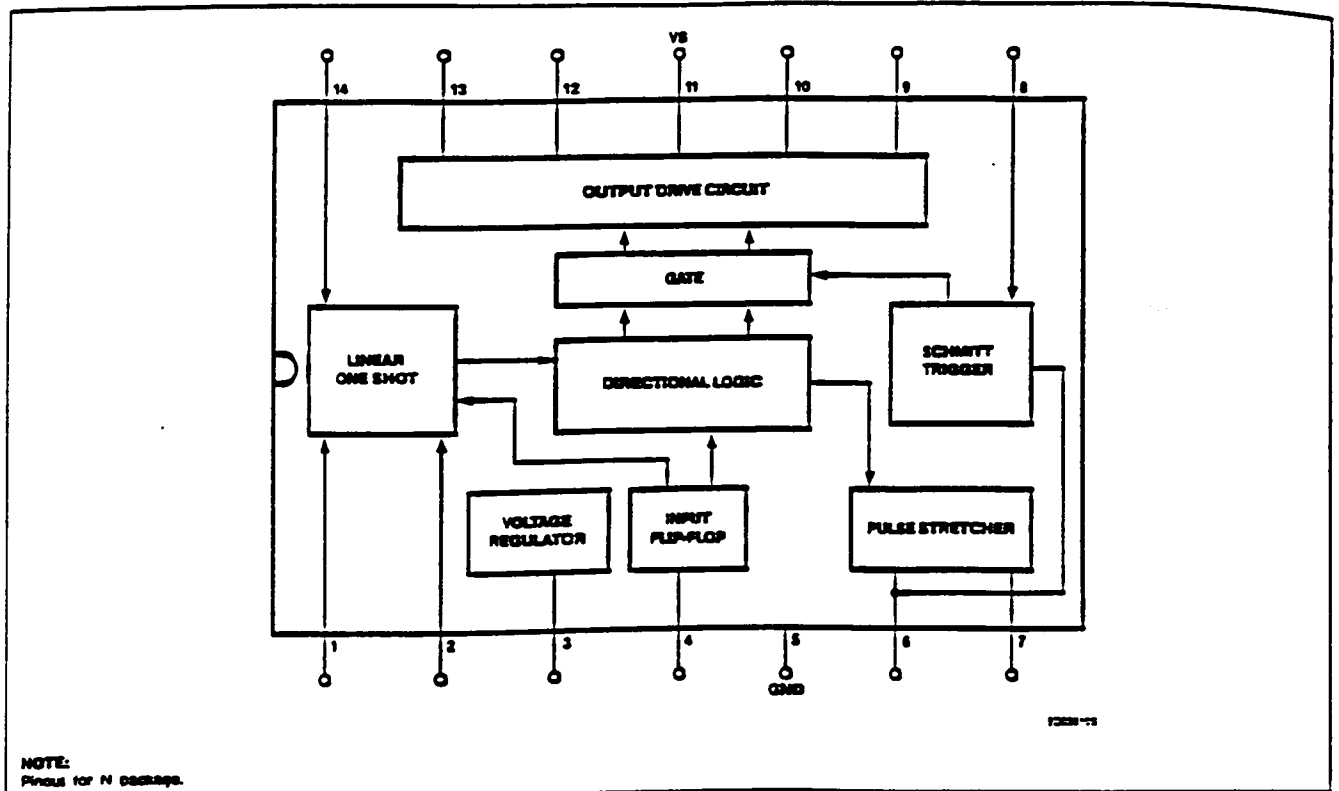 VS
14 13 12 11 10 9 8
OUTPUT DRIVE CIRCUIT
GATE
LINEAR
ONE SHOT
DIRECTIONAL LOGIC
SCHMITT
TRIGGER
VOLTAGE
REGULATOR
INPUT
FLIP-FLOP
PULSE STRETCHER
1 2 3 4 5 6 7
GND
NOTE:
Pinout for N package.